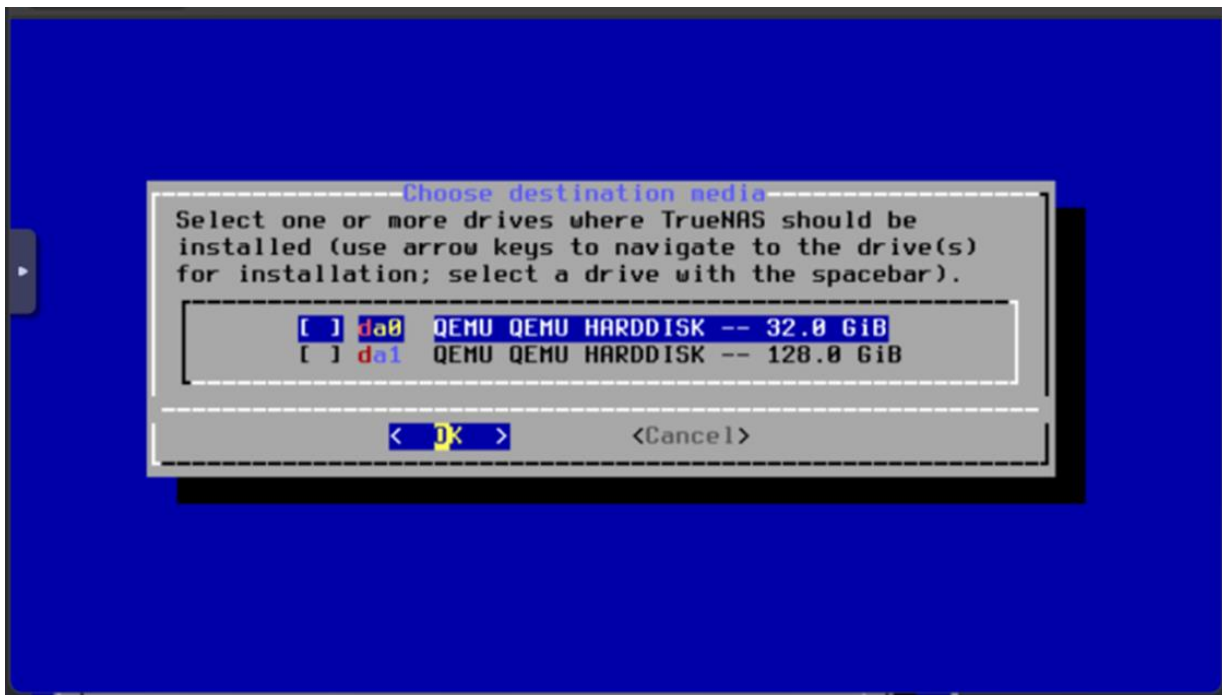 Choose destination media
Select one or more drives where TrueNAS should be
installed (use arrow keys to navigate to the drive(s)
for installation; select a drive with the spacebar).
[ ] da0 QEMU QEMU HARDDISK -- 32.0 GiB
[ ] da1 QEMU QEMU HARDDISK -- 128.0 GiB
< OK > <Cancel>